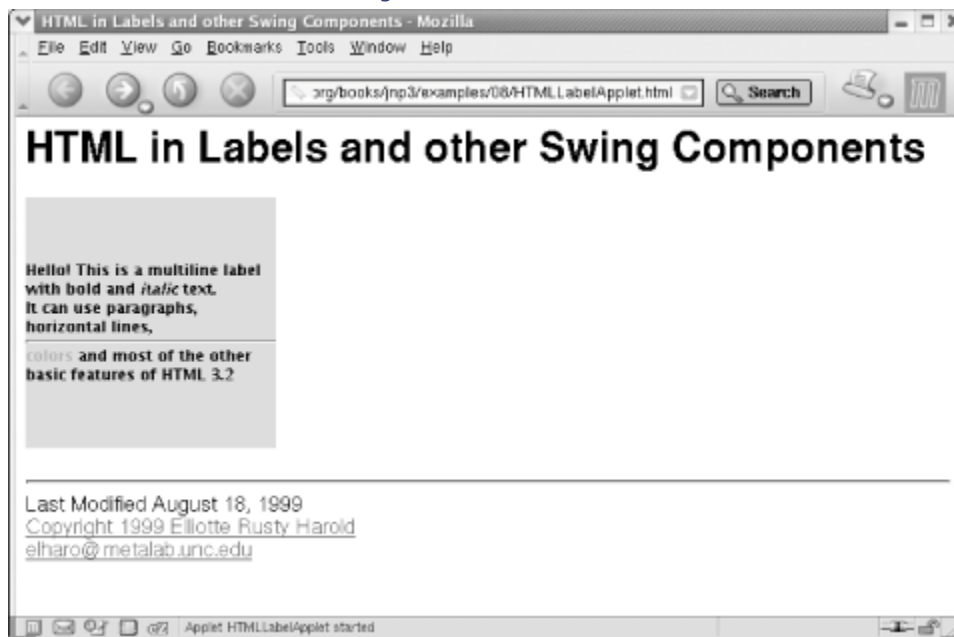 HTML in Labels and other Swing Components - Mozilla
File Edit View Go Bookmarks Tools Window Help
org/books/jnp3/examples/08/HTMLLabelApplet.html Search
HTML in Labels and other Swing Components
Hello! This is a multiline label
with bold and italic text.
It can use paragraphs,
horizontal lines,
colors and most of the other
basic features of HTML 3.2
Last Modified August 18, 1999
Copyright 1999 Elliotte Rusty Harold
elharo@metalab.unc.edu
Applet HTMLLabelApplet started